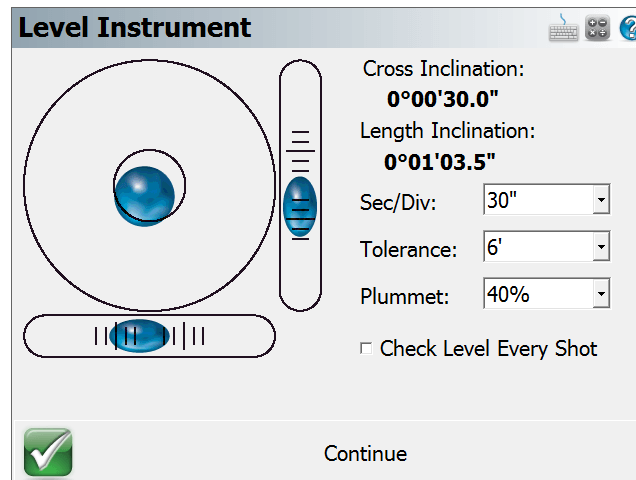 Level Instrument
Cross Inclination:
0°00'30.0"
Length Inclination:
0°01'03.5"
Sec/Div: 30"
Tolerance: 6'
Plummet: 40%
Check Level Every Shot
Continue